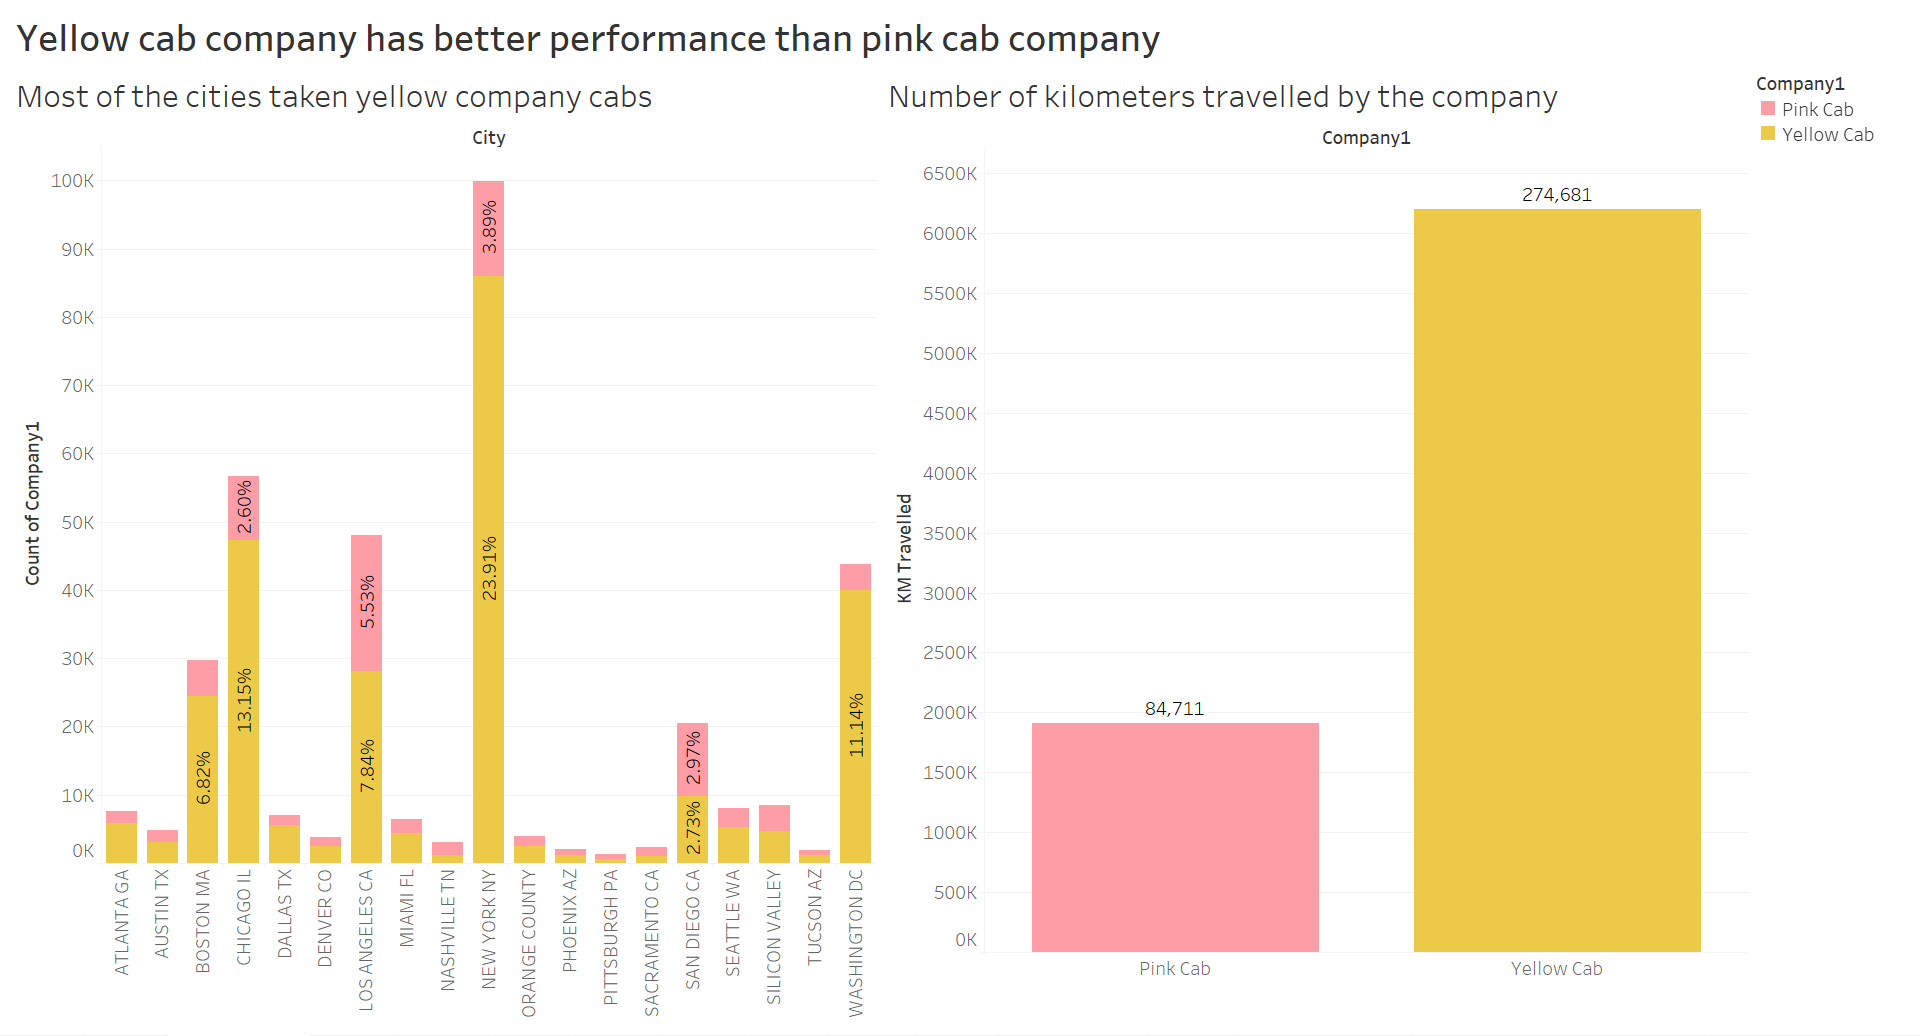 Yellow cab company has better performance than pink cab company
Most of the cities taken yellow company cabs
City
Count of Company1
100K
90K
80K
70K
60K
50K
40K
30K
20K
10K
0K
6.82%
2.60%
13.15%
5.53%
7.84%
3.89%
23.91%
2.97%
2.73%
11.14%
ATLANTA GA
AUSTIN TX
BOSTON MA
CHICAGO IL
DALLAS TX
DENVER CO
LOS ANGELES CA
MIAMI FL
NASHVILLE TN
NEW YORK NY
ORANGE COUNTY
PHOENIX AZ
PITTSBURGH PA
SACRAMENTO CA
SAN DIEGO CA
SEATTLE WA
SILICON VALLEY
TUCSON AZ
WASHINGTON DC
Number of kilometers travelled by the company
Company1
KM Travelled
6500K
6000K
5500K
5000K
4500K
4000K
3500K
3000K
2500K
2000K
1500K
1000K
500K
0K
84,711
274,681
Pink Cab
Yellow Cab
Company1
Pink Cab
Yellow Cab